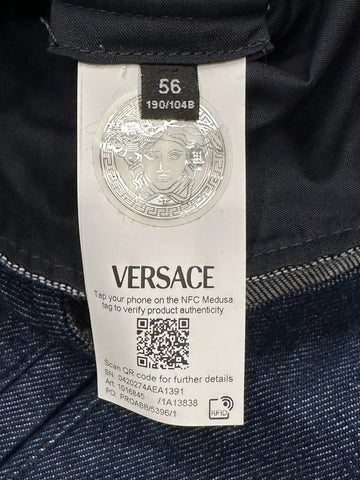 56
190/104B
VERSACE
Tap your phone on the NFC Medusa
tag to verify product authenticity
Scan QR code for further details
SN: 0420274AEA1391
Art: 1016845 /1A13838
PO: PROABB/5396/1
RFID